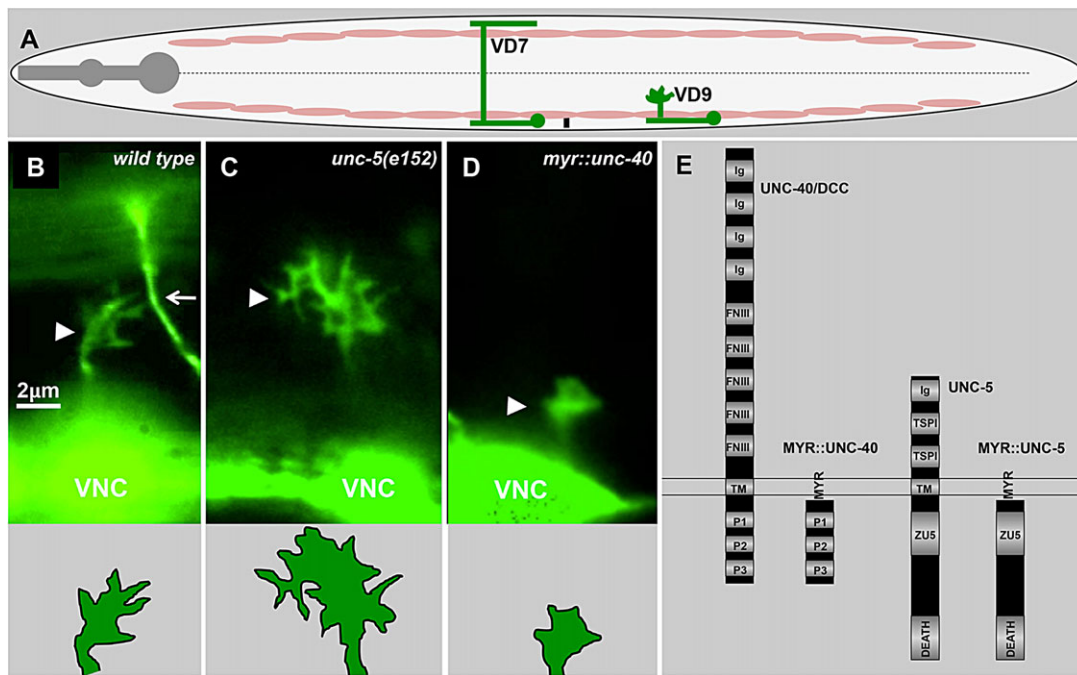 A
VD7
VD9
B
wild type
2µm
VNC
C
unc-5(e152)
VNC
D
myr::unc-40
VNC
E
Ig
UNC-40/DCC
Ig
Ig
Ig
FNIII
FNIII
FNIII
FNIII
FNIII
TM
P1
P2
P3
MYR::UNC-40
MYR
P1
P2
P3
Ig
UNC-5
TSPI
TSPI
TM
ZU5
DEATH
MYR::UNC-5
MYR
ZU5
DEATH